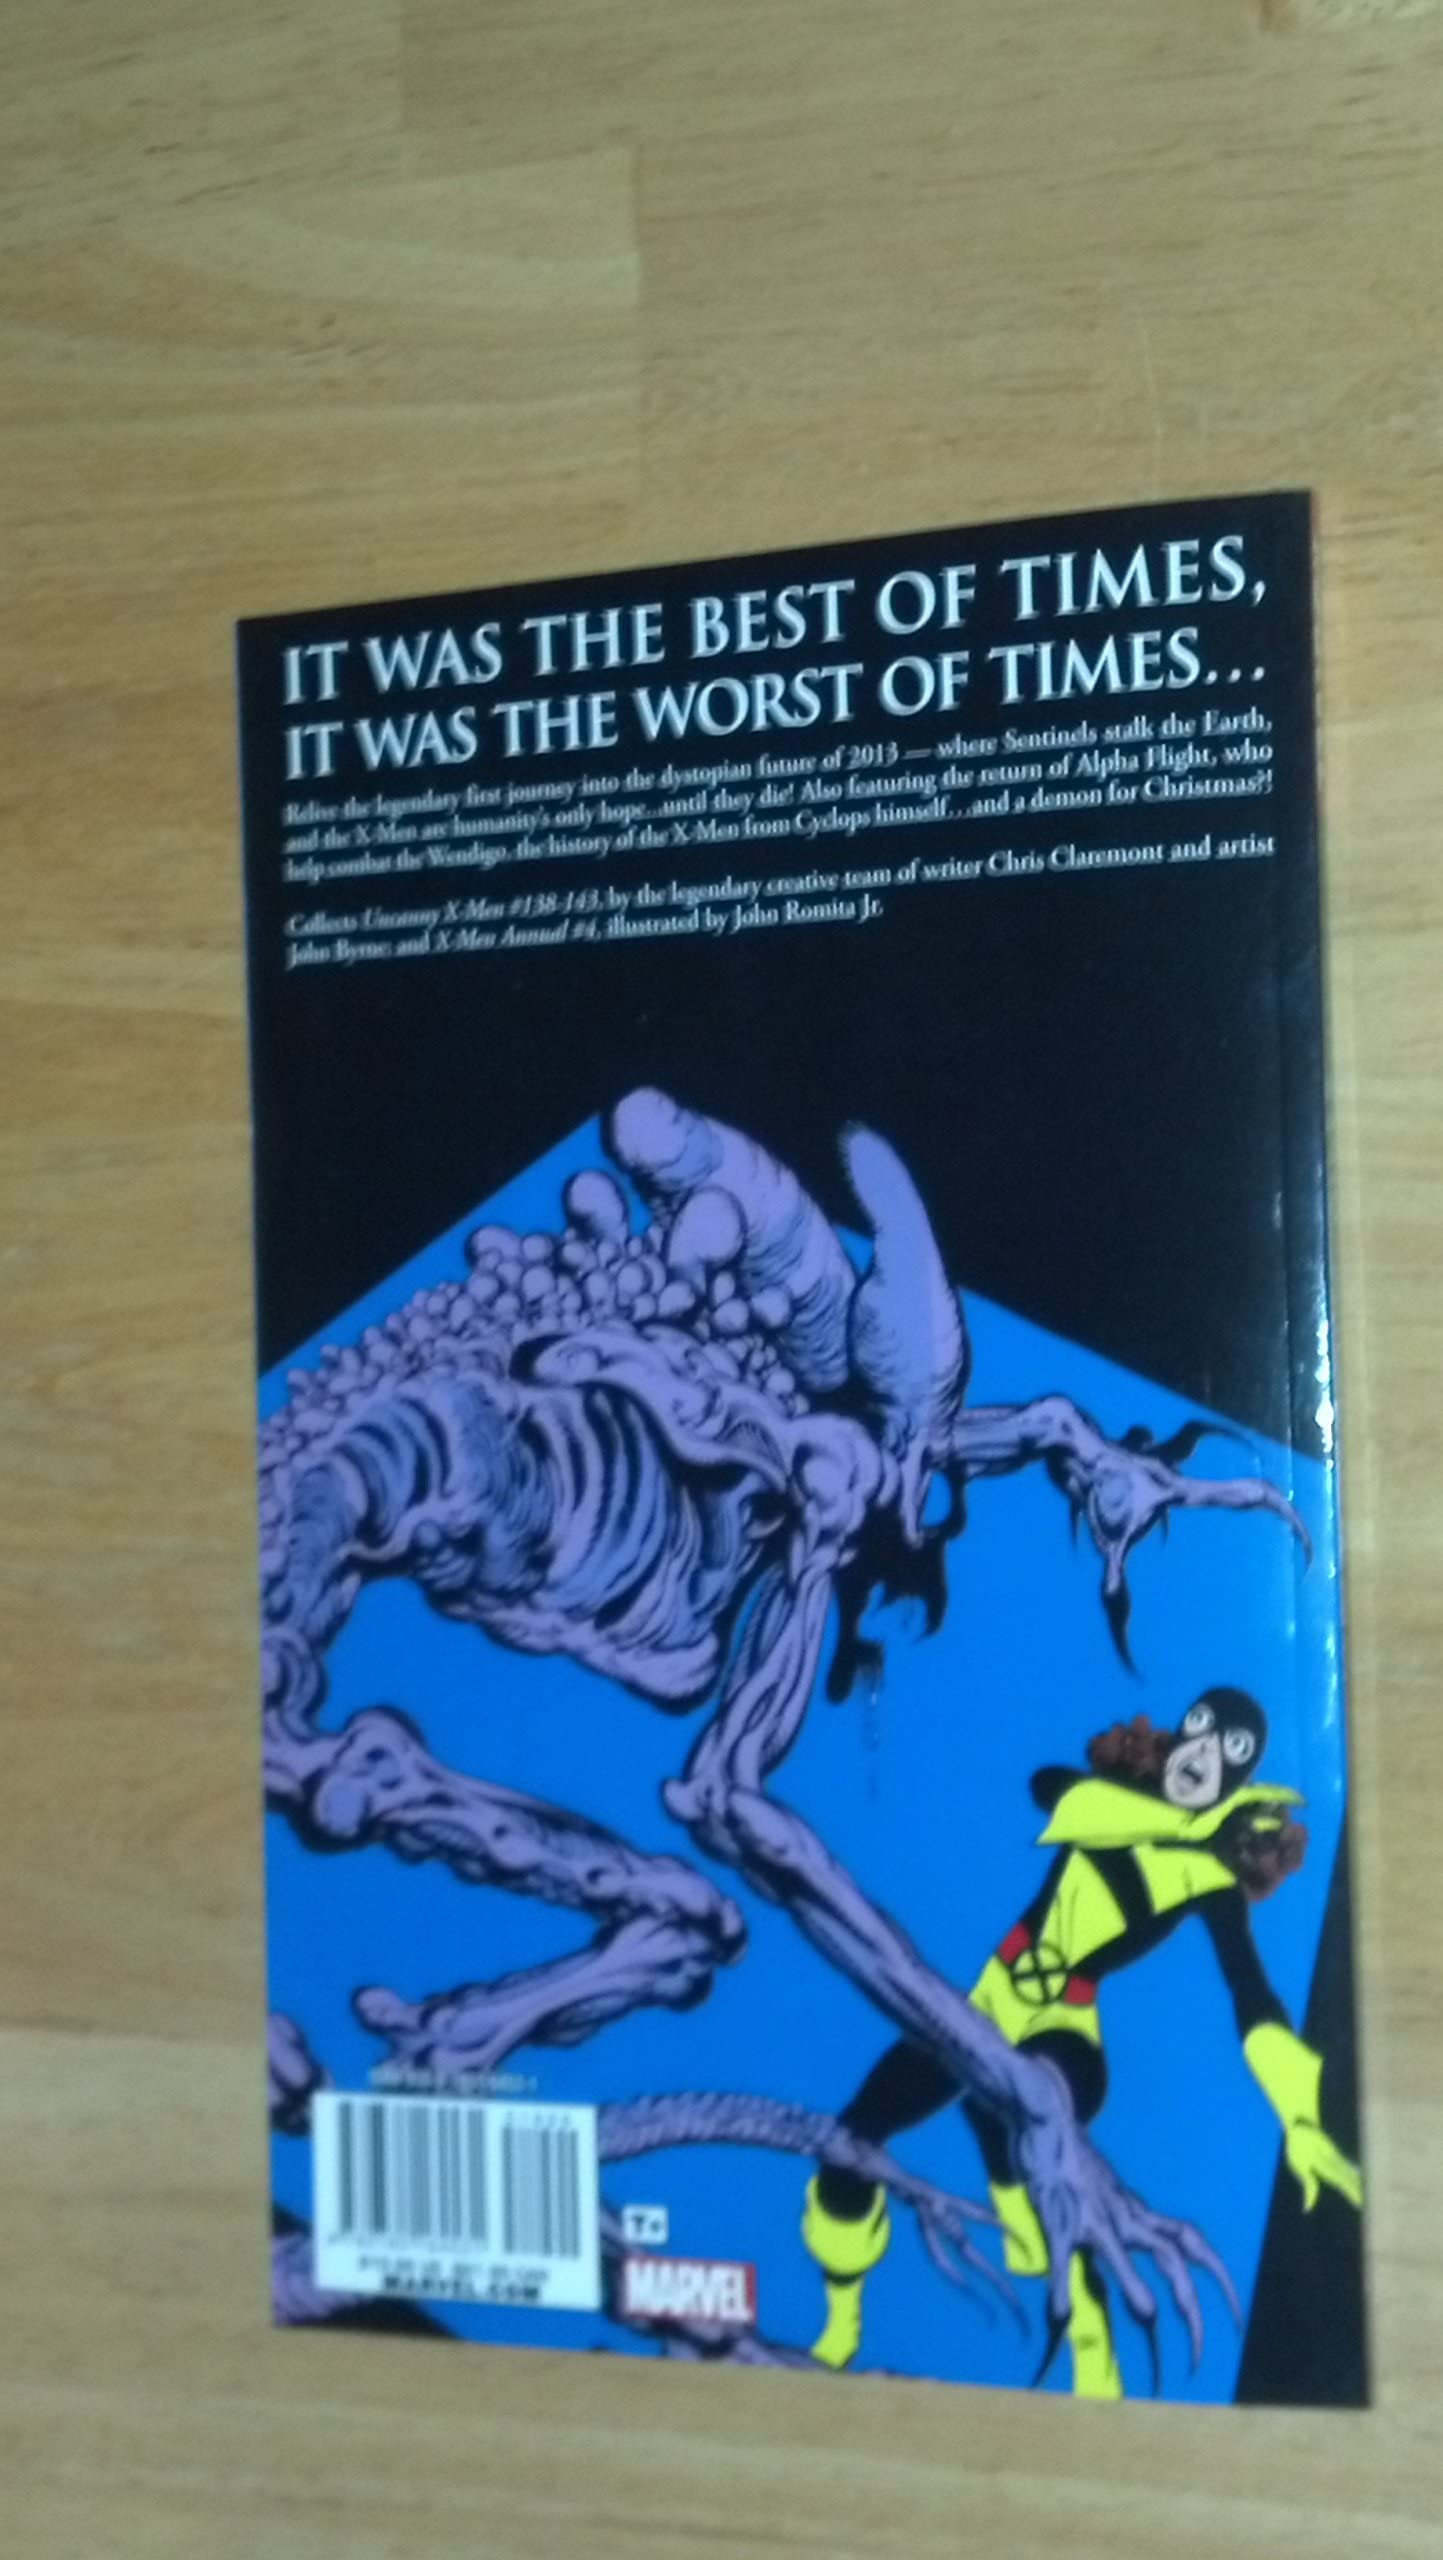 IT WAS THE BEST OF TIMES,
IT WAS THE WORST OF TIMES...
Relive the legendary first journey into the dystopian future of 2013 — where Sentinels stalk the Earth,
and the X-Men are humanity's only hope...until they die! Also featuring the return of Alpha Flight, who
help combat the Wendigo, the history of the X-Men from Cyclops himself...and a demon for Christmas?!
Collects Uncanny X-Men #138-143, by the legendary creative team of writer Chris Claremont and artist
John Byrne; and X-Men Annual #4, illustrated by John Romita Jr.
MARVEL.COM
T+
MARVEL